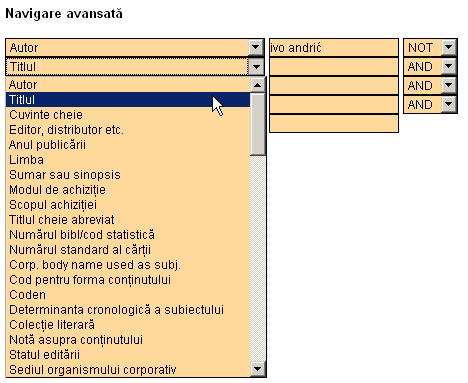 Navigare avansată
Autor ivo andrić NOT
Titlul AND
Autor AND
Titlul AND
Cuvinte cheie
Editor, distributor etc.
Anul publicării
Limba
Sumar sau sinopsis
Modul de achiziție
Scopul achiziției
Titlul cheie abreviat
Numărul bibl/cod statistică
Numărul standard al cărții
Corp. body name used as subj.
Cod pentru forma conținutului
Coden
Determinanta cronologică a subiectului
Colecție literară
Notă asupra conținutului
Statul editării
Sediul organismului corporativ